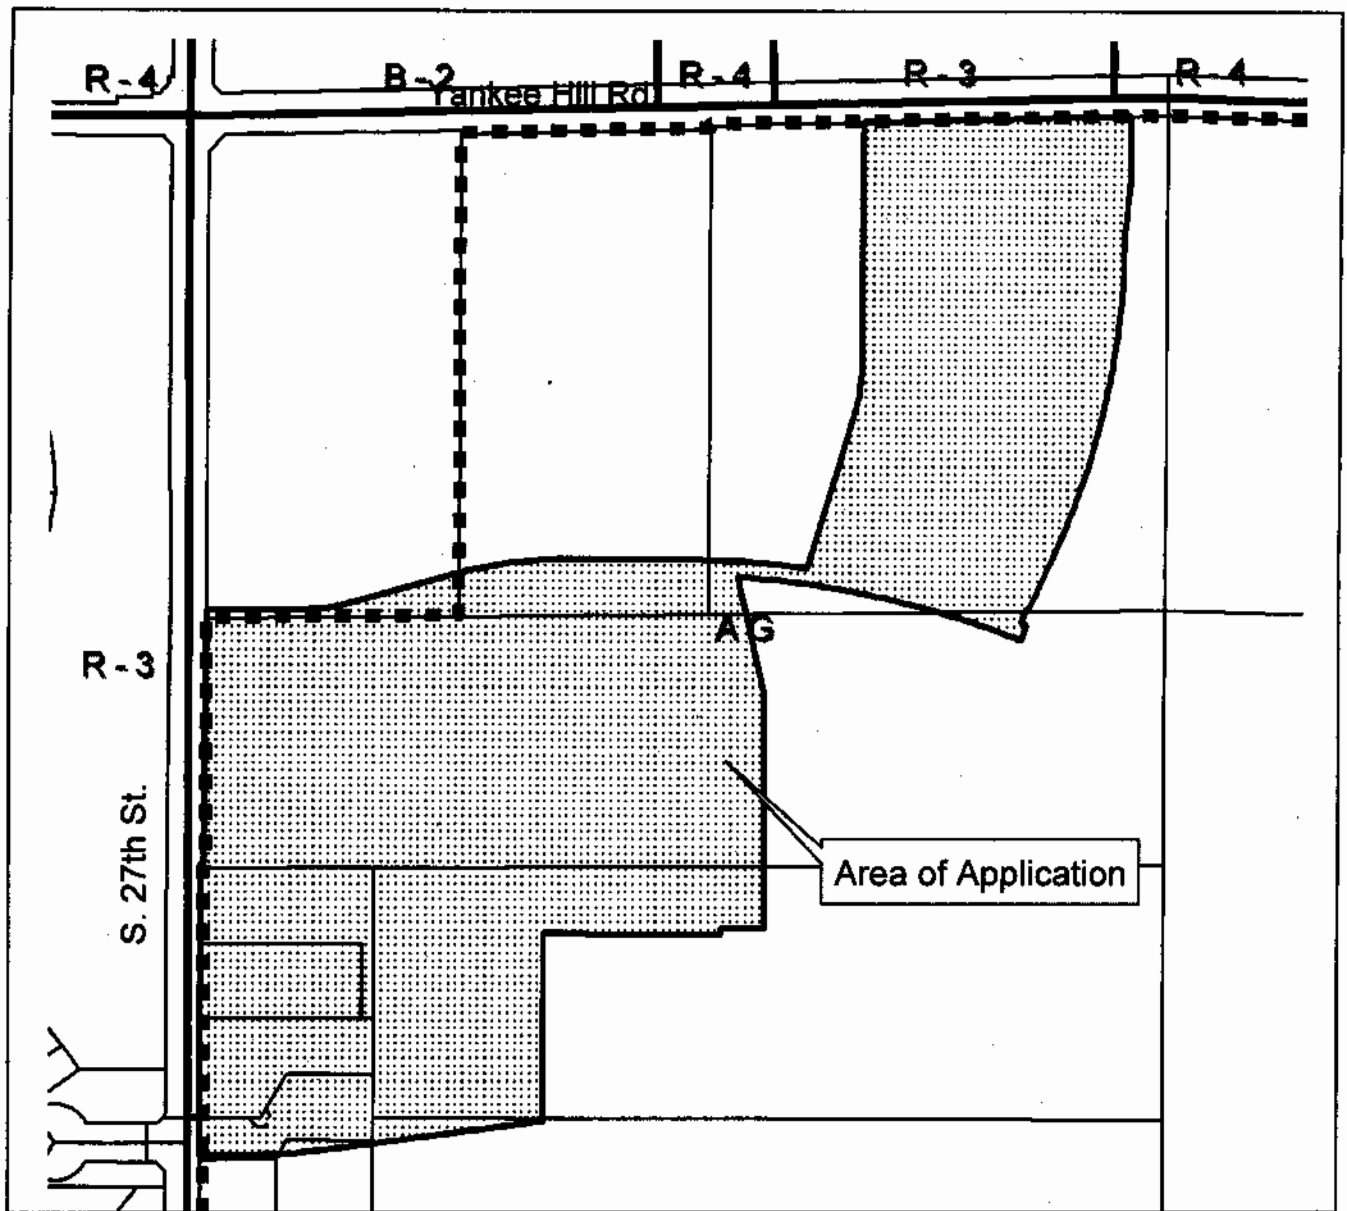 R-4 B-2 R-4 R-3 R-4
Yankee Hill Rd.
AG
R-3
S. 27th St.
Area of Application